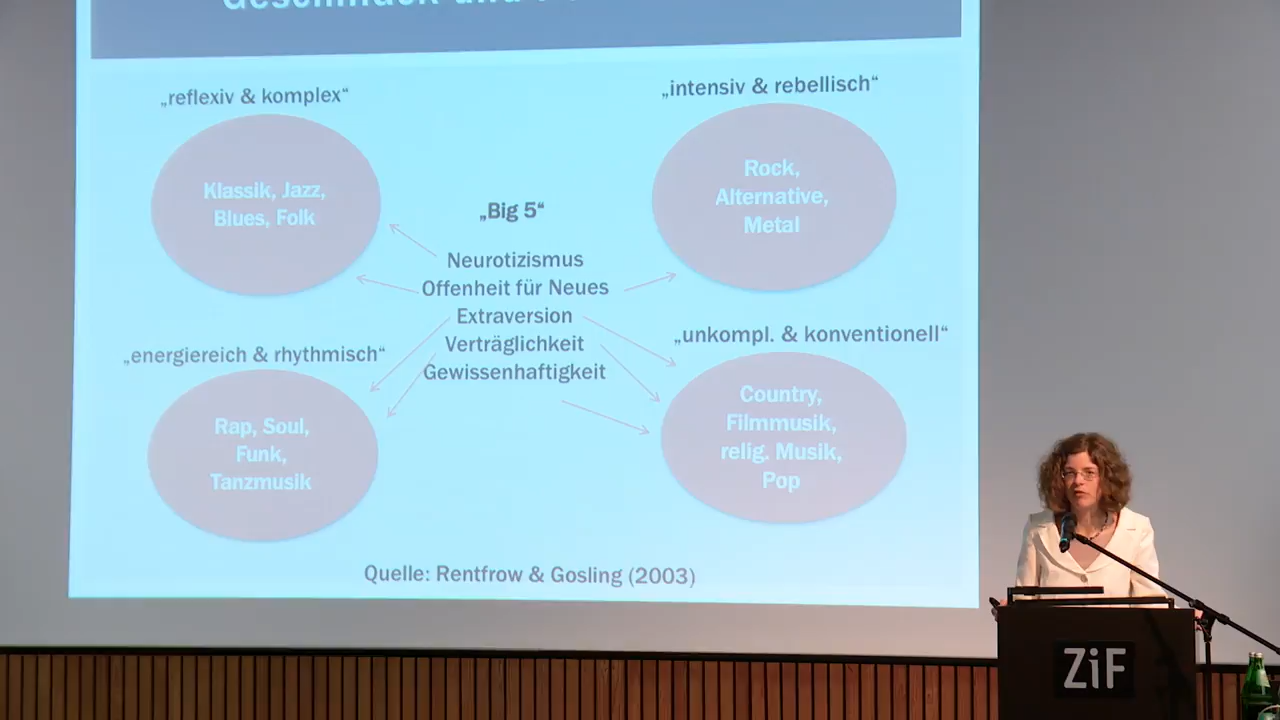 Geschmack und
„reflexiv & komplex“
Klassik, Jazz,
Blues, Folk
„intensiv & rebellisch“
Rock,
Alternative,
Metal
„Big 5“
Neurotizismus
Offenheit für Neues
Extraversion
Verträglichkeit
Gewissenhaftigkeit
„energiereich & rhythmisch“
Rap, Soul,
Funk,
Tanzmusik
„unkompl. & konventionell“
Country,
Filmmusik,
relig. Musik,
Pop
Quelle: Rentfrow & Gosling (2003)
ZiF